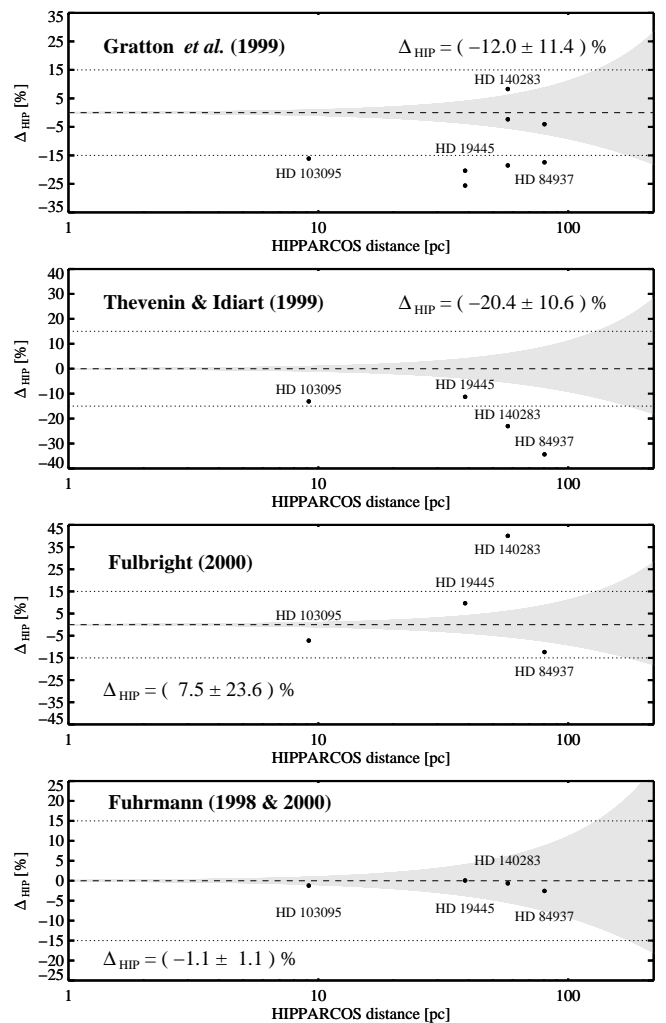 35
25
15
5
−5
−15
−25
−35
Δ HIP [%]
Gratton et al. (1999)
Δ HIP = ( −12.0 ± 11.4 ) %
HD 140283
HD 19445
HD 103095
HD 84937
1
10
100
HIPPARCOS distance [pc]
40
30
20
10
0
−10
−20
−30
−40
Δ HIP [%]
Thevenin & Idiart (1999)
Δ HIP = ( −20.4 ± 10.6 ) %
HD 103095
HD 19445
HD 140283
HD 84937
1
10
100
HIPPARCOS distance [pc]
45
35
25
15
5
−5
−15
−25
−35
−45
Δ HIP [%]
Fulbright (2000)
HD 140283
HD 19445
HD 103095
HD 84937
Δ HIP = ( 7.5 ± 23.6 ) %
1
10
100
HIPPARCOS distance [pc]
25
20
15
10
5
0
−5
−10
−15
−20
−25
Δ HIP [%]
Fuhrmann (1998 & 2000)
HD 140283
HD 103095
HD 19445
HD 84937
Δ HIP = ( −1.1 ± 1.1 ) %
1
10
100
HIPPARCOS distance [pc]